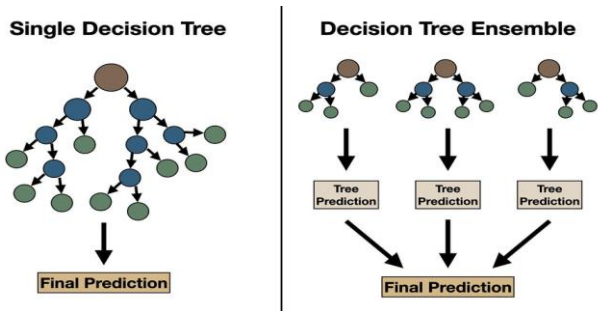 Single Decision Tree
Final Prediction
Decision Tree Ensemble
Tree
Prediction
Tree
Prediction
Tree
Prediction
Final Prediction